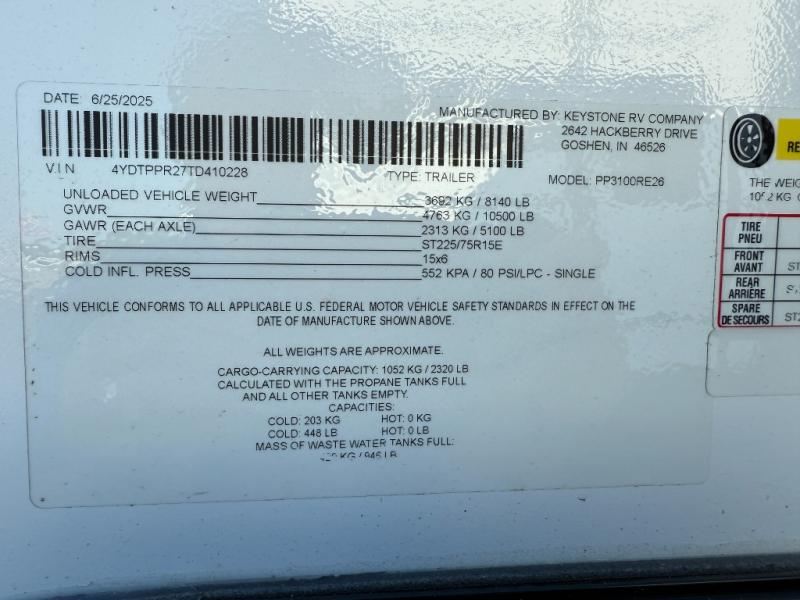 DATE: 6/25/2025
MANUFACTURED BY: KEYSTONE RV COMPANY
2642 HACKBERRY DRIVE
GOSHEN, IN 46526
V.I N 4YDTPPR27TD410228
TYPE: TRAILER
MODEL: PP3100RE26
UNLOADED VEHICLE WEIGHT 3692 KG / 8140 LB
GVWR 4763 KG / 10500 LB
GAWR (EACH AXLE) 2313 KG / 5100 LB
TIRE ST225/75R15E
RIMS 15x6
COLD INFL. PRESS 552 KPA / 80 PSI/LPC - SINGLE
THIS VEHICLE CONFORMS TO ALL APPLICABLE U.S. FEDERAL MOTOR VEHICLE SAFETY STANDARDS IN EFFECT ON THE
DATE OF MANUFACTURE SHOWN ABOVE.
ALL WEIGHTS ARE APPROXIMATE.
CARGO-CARRYING CAPACITY: 1052 KG / 2320 LB
CALCULATED WITH THE PROPANE TANKS FULL
AND ALL OTHER TANKS EMPTY.
CAPACITIES:
COLD: 203 KG HOT: 0 KG
COLD: 448 LB HOT: 0 LB
MASS OF WASTE WATER TANKS FULL:
KG / 946 LB
THE
KG
TIRE
PNEU
FRONT
AVANT
ST
REAR
ARRIÈRE
SPARE
DE SECOURS